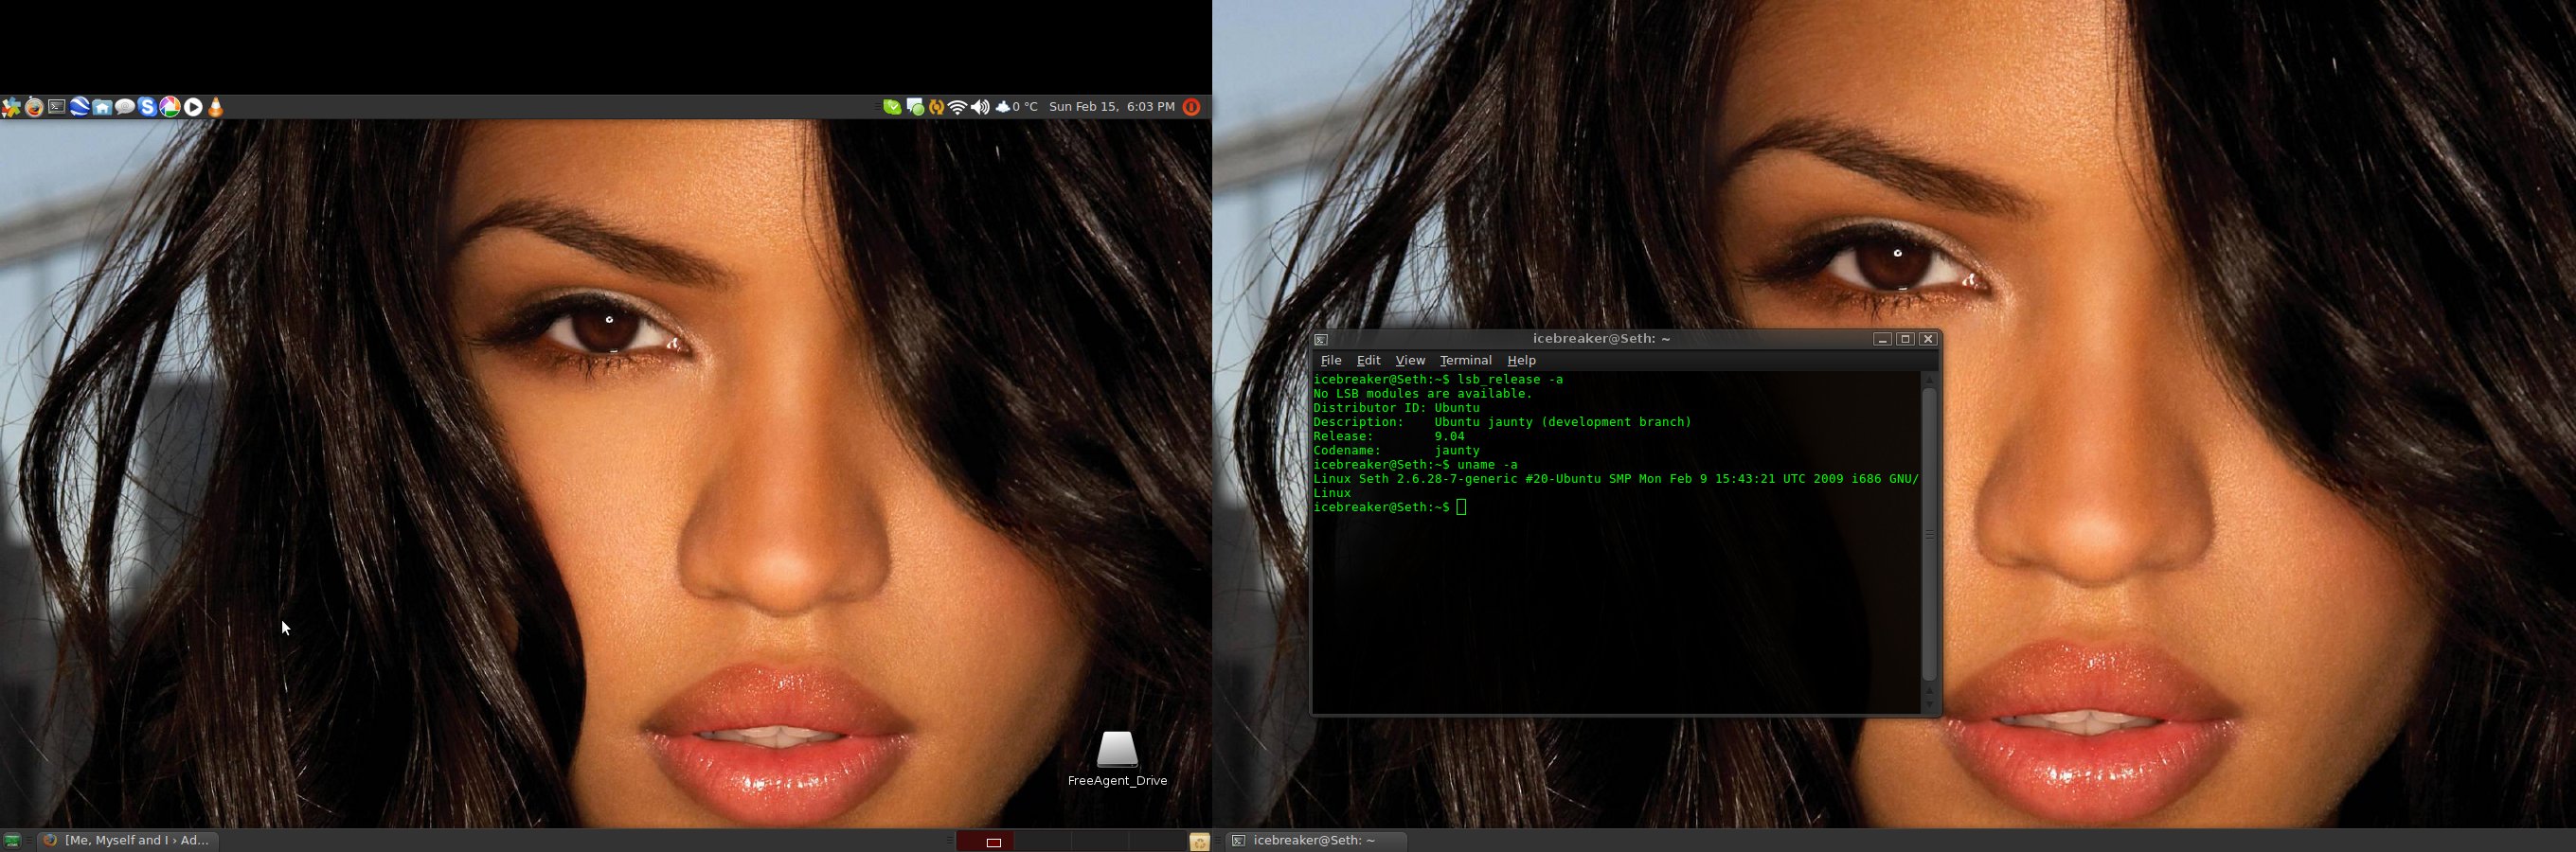 0 °C Sun Feb 15, 6:03 PM
icebreaker@Seth: ~
File Edit View Terminal Help
icebreaker@Seth:~$ lsb_release -a
No LSB modules are available.
Distributor ID: Ubuntu
Description: Ubuntu jaunty (development branch)
Release: 9.04
Codename: jaunty
icebreaker@Seth:~$ uname -a
Linux Seth 2.6.28-7-generic #20-Ubuntu SMP Mon Feb 9 15:43:21 UTC 2009 i686 GNU/
Linux
icebreaker@Seth:~$
FreeAgent_Drive
[Me, Myself and I › Ad...
icebreaker@Seth: ~